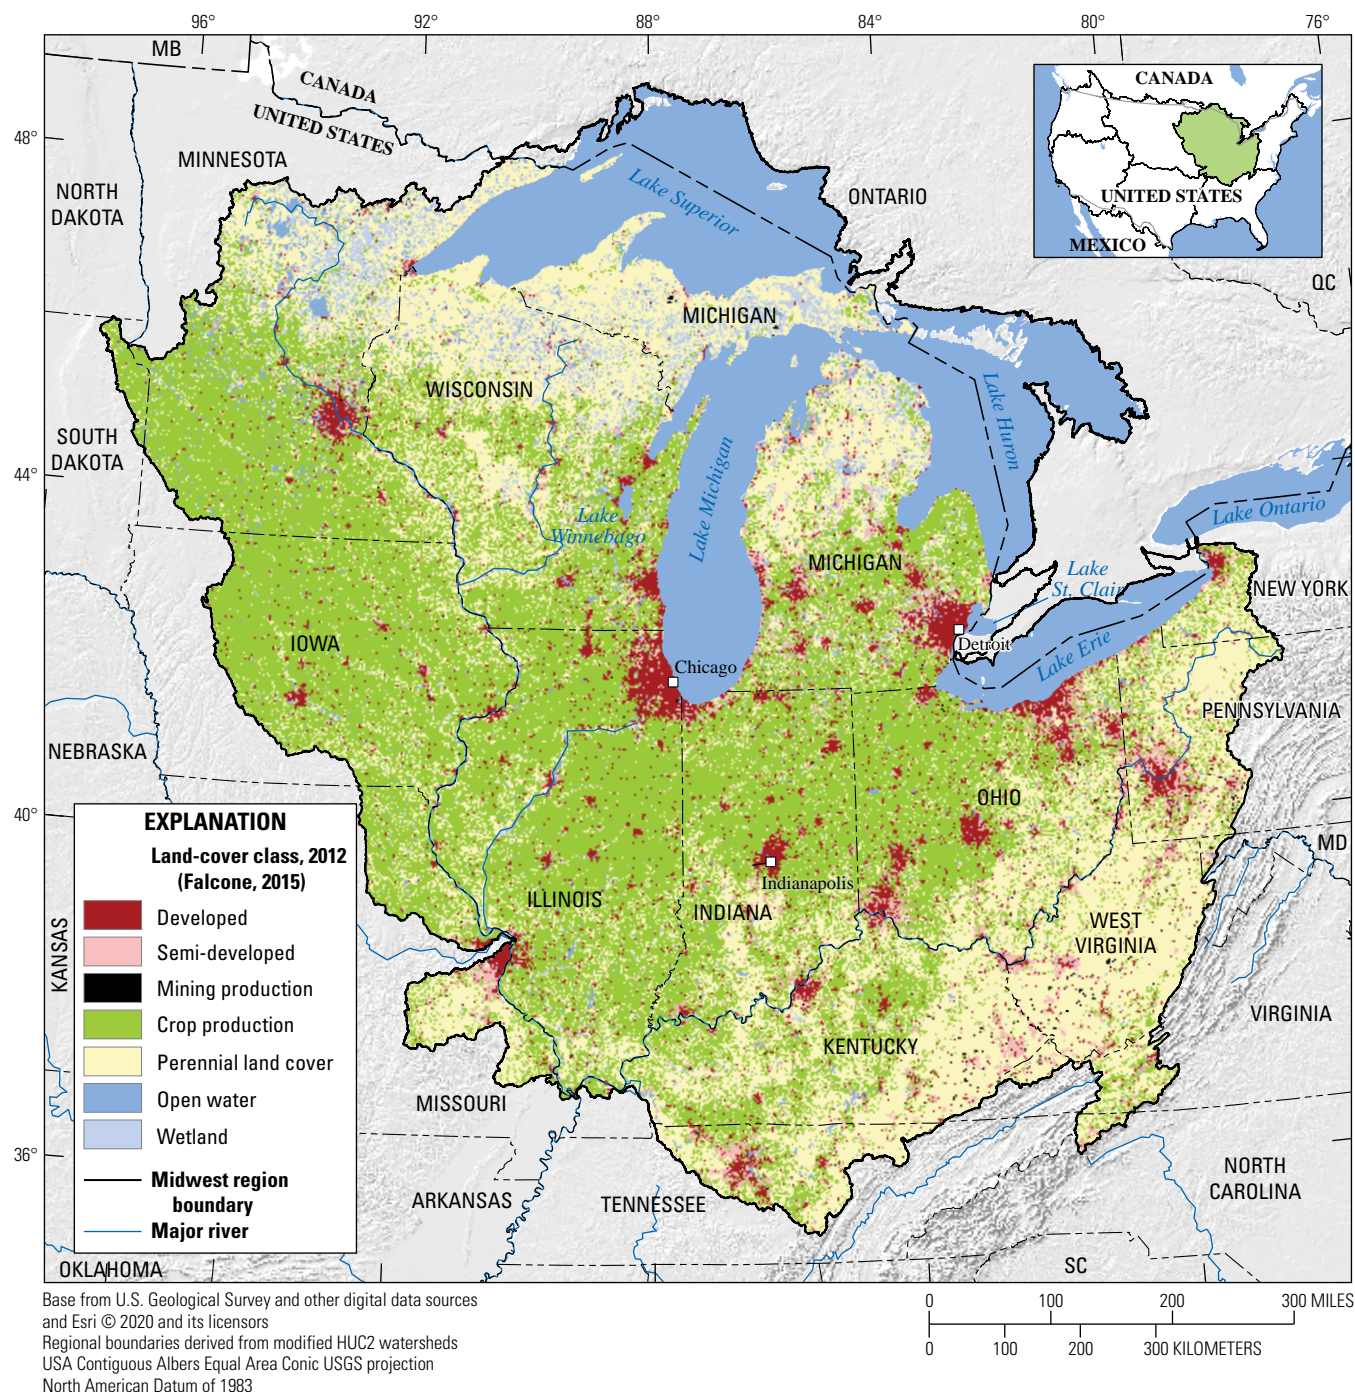 96°
92°
88°
84°
80°
76°
MB
CANADA
UNITED STATES
CANADA
UNITED STATES
MEXICO
48°
MINNESOTA
NORTH
DAKOTA
Lake Superior
ONTARIO
QC
MICHIGAN
WISCONSIN
Lake Huron
SOUTH
DAKOTA
44°
Lake Michigan
Lake
Winnebago
Lake Ontario
MICHIGAN
Lake
St. Clair
NEW YORK
IOWA
Detroit
Lake Erie
Chicago
PENNSYLVANIA
NEBRASKA
OHIO
40°
MD
Indianapolis
ILLINOIS
INDIANA
WEST
VIRGINIA
KANSAS
VIRGINIA
KENTUCKY
MISSOURI
36°
ARKANSAS
TENNESSEE
NORTH
CAROLINA
OKLAHOMA
SC
EXPLANATION
Land-cover class, 2012
(Falcone, 2015)
Developed
Semi-developed
Mining production
Crop production
Perennial land cover
Open water
Wetland
Midwest region
boundary
Major river
Base from U.S. Geological Survey and other digital data sources
and Esri © 2020 and its licensors
Regional boundaries derived from modified HUC2 watersheds
USA Contiguous Albers Equal Area Conic USGS projection
North American Datum of 1983
0 100 200 300 MILES
0 100 200 300 KILOMETERS